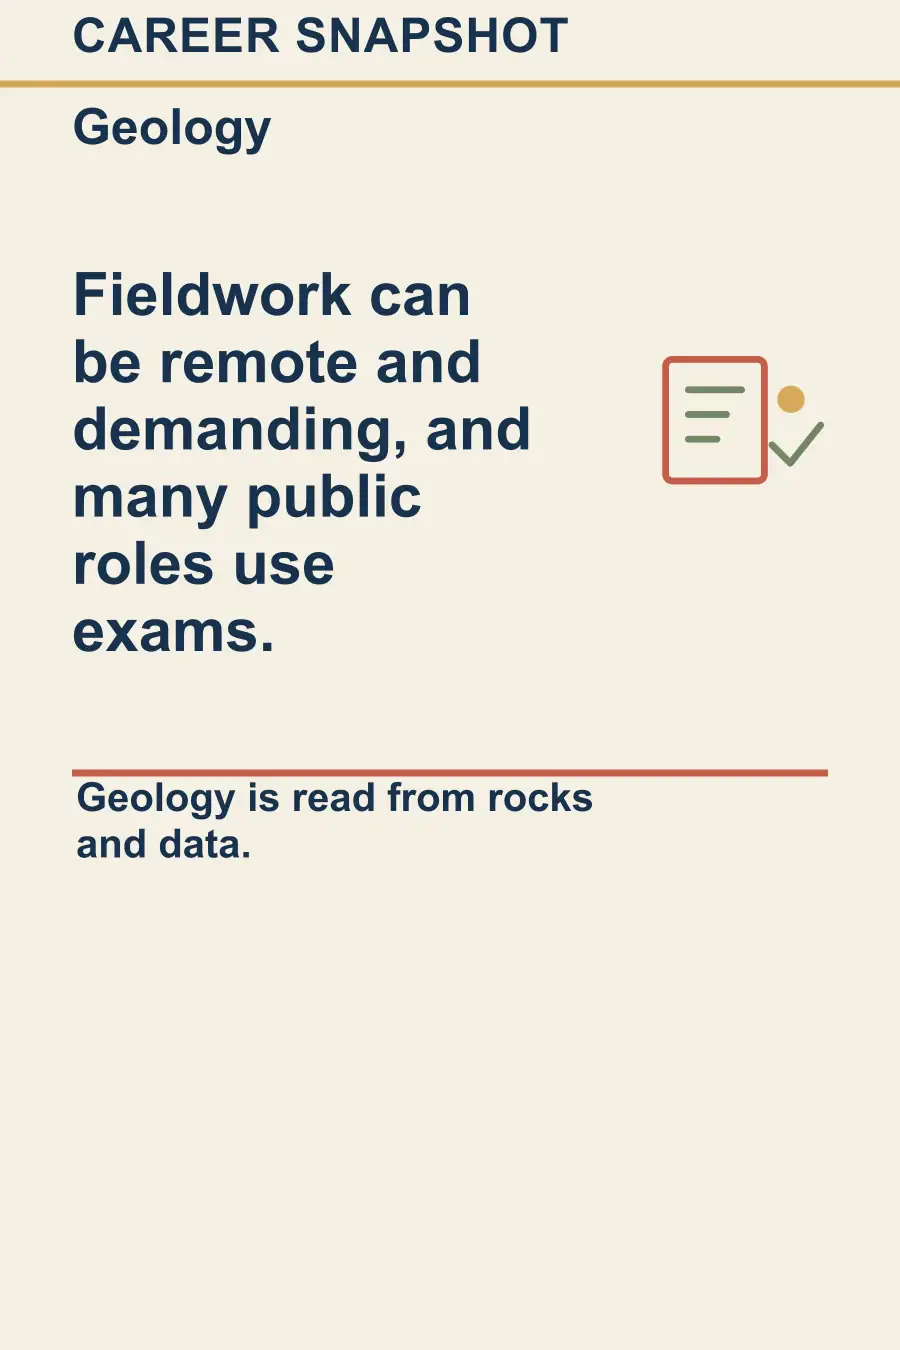 CAREER SNAPSHOT
Geology
Fieldwork can
be remote and
demanding, and
many public
roles use
exams.
Geology is read from rocks
and data.